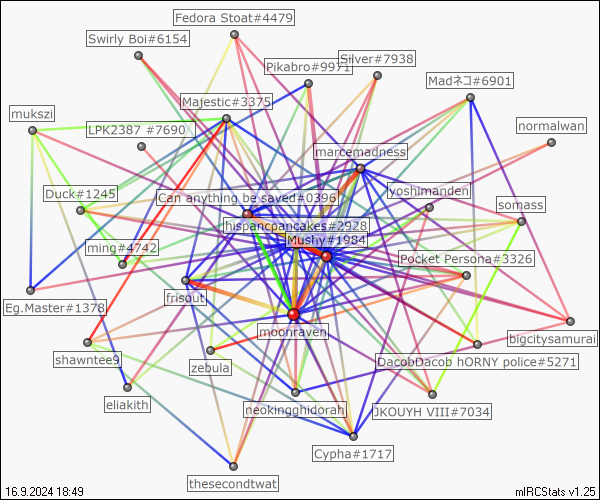 Fedora Stoat#4479
Swirly Boi#6154
Silver#7938
Pikabro#9971
Madネコ#6901
Majestic#3375
mukszi
LPK2387 #7690
normalwan
marcemadness
yoshimanden
Duck#1245
Can anything be saved#0396
somass
hispancpancakes#2928
Mushy#1984
ming#4742
Pocket Persona#3326
frisout
Eg.Master#1378
moonraven
bigcitysamurai
shawntee9
DacobDacob hORNY police#5271
zebula
eliakith
neokingghidorah
JKOUYH VIII#7034
Cypha#1717
thesecondtwat
16.9.2024 18:49
mIRCStats v1.25